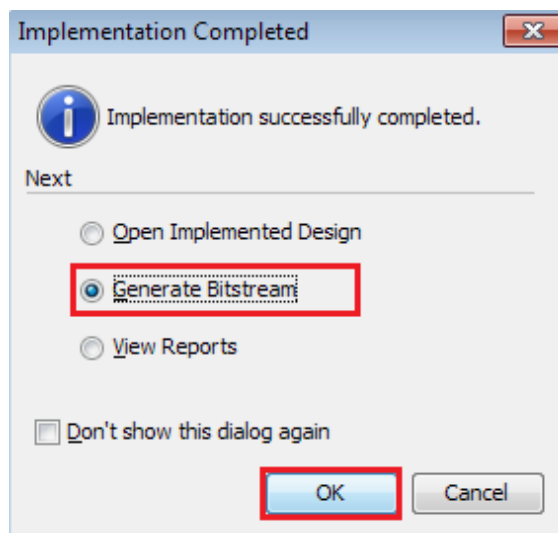 Implementation Completed
Implementation successfully completed.
Next
Open Implemented Design
Generate Bitstream
View Reports
Don't show this dialog again
OK
Cancel